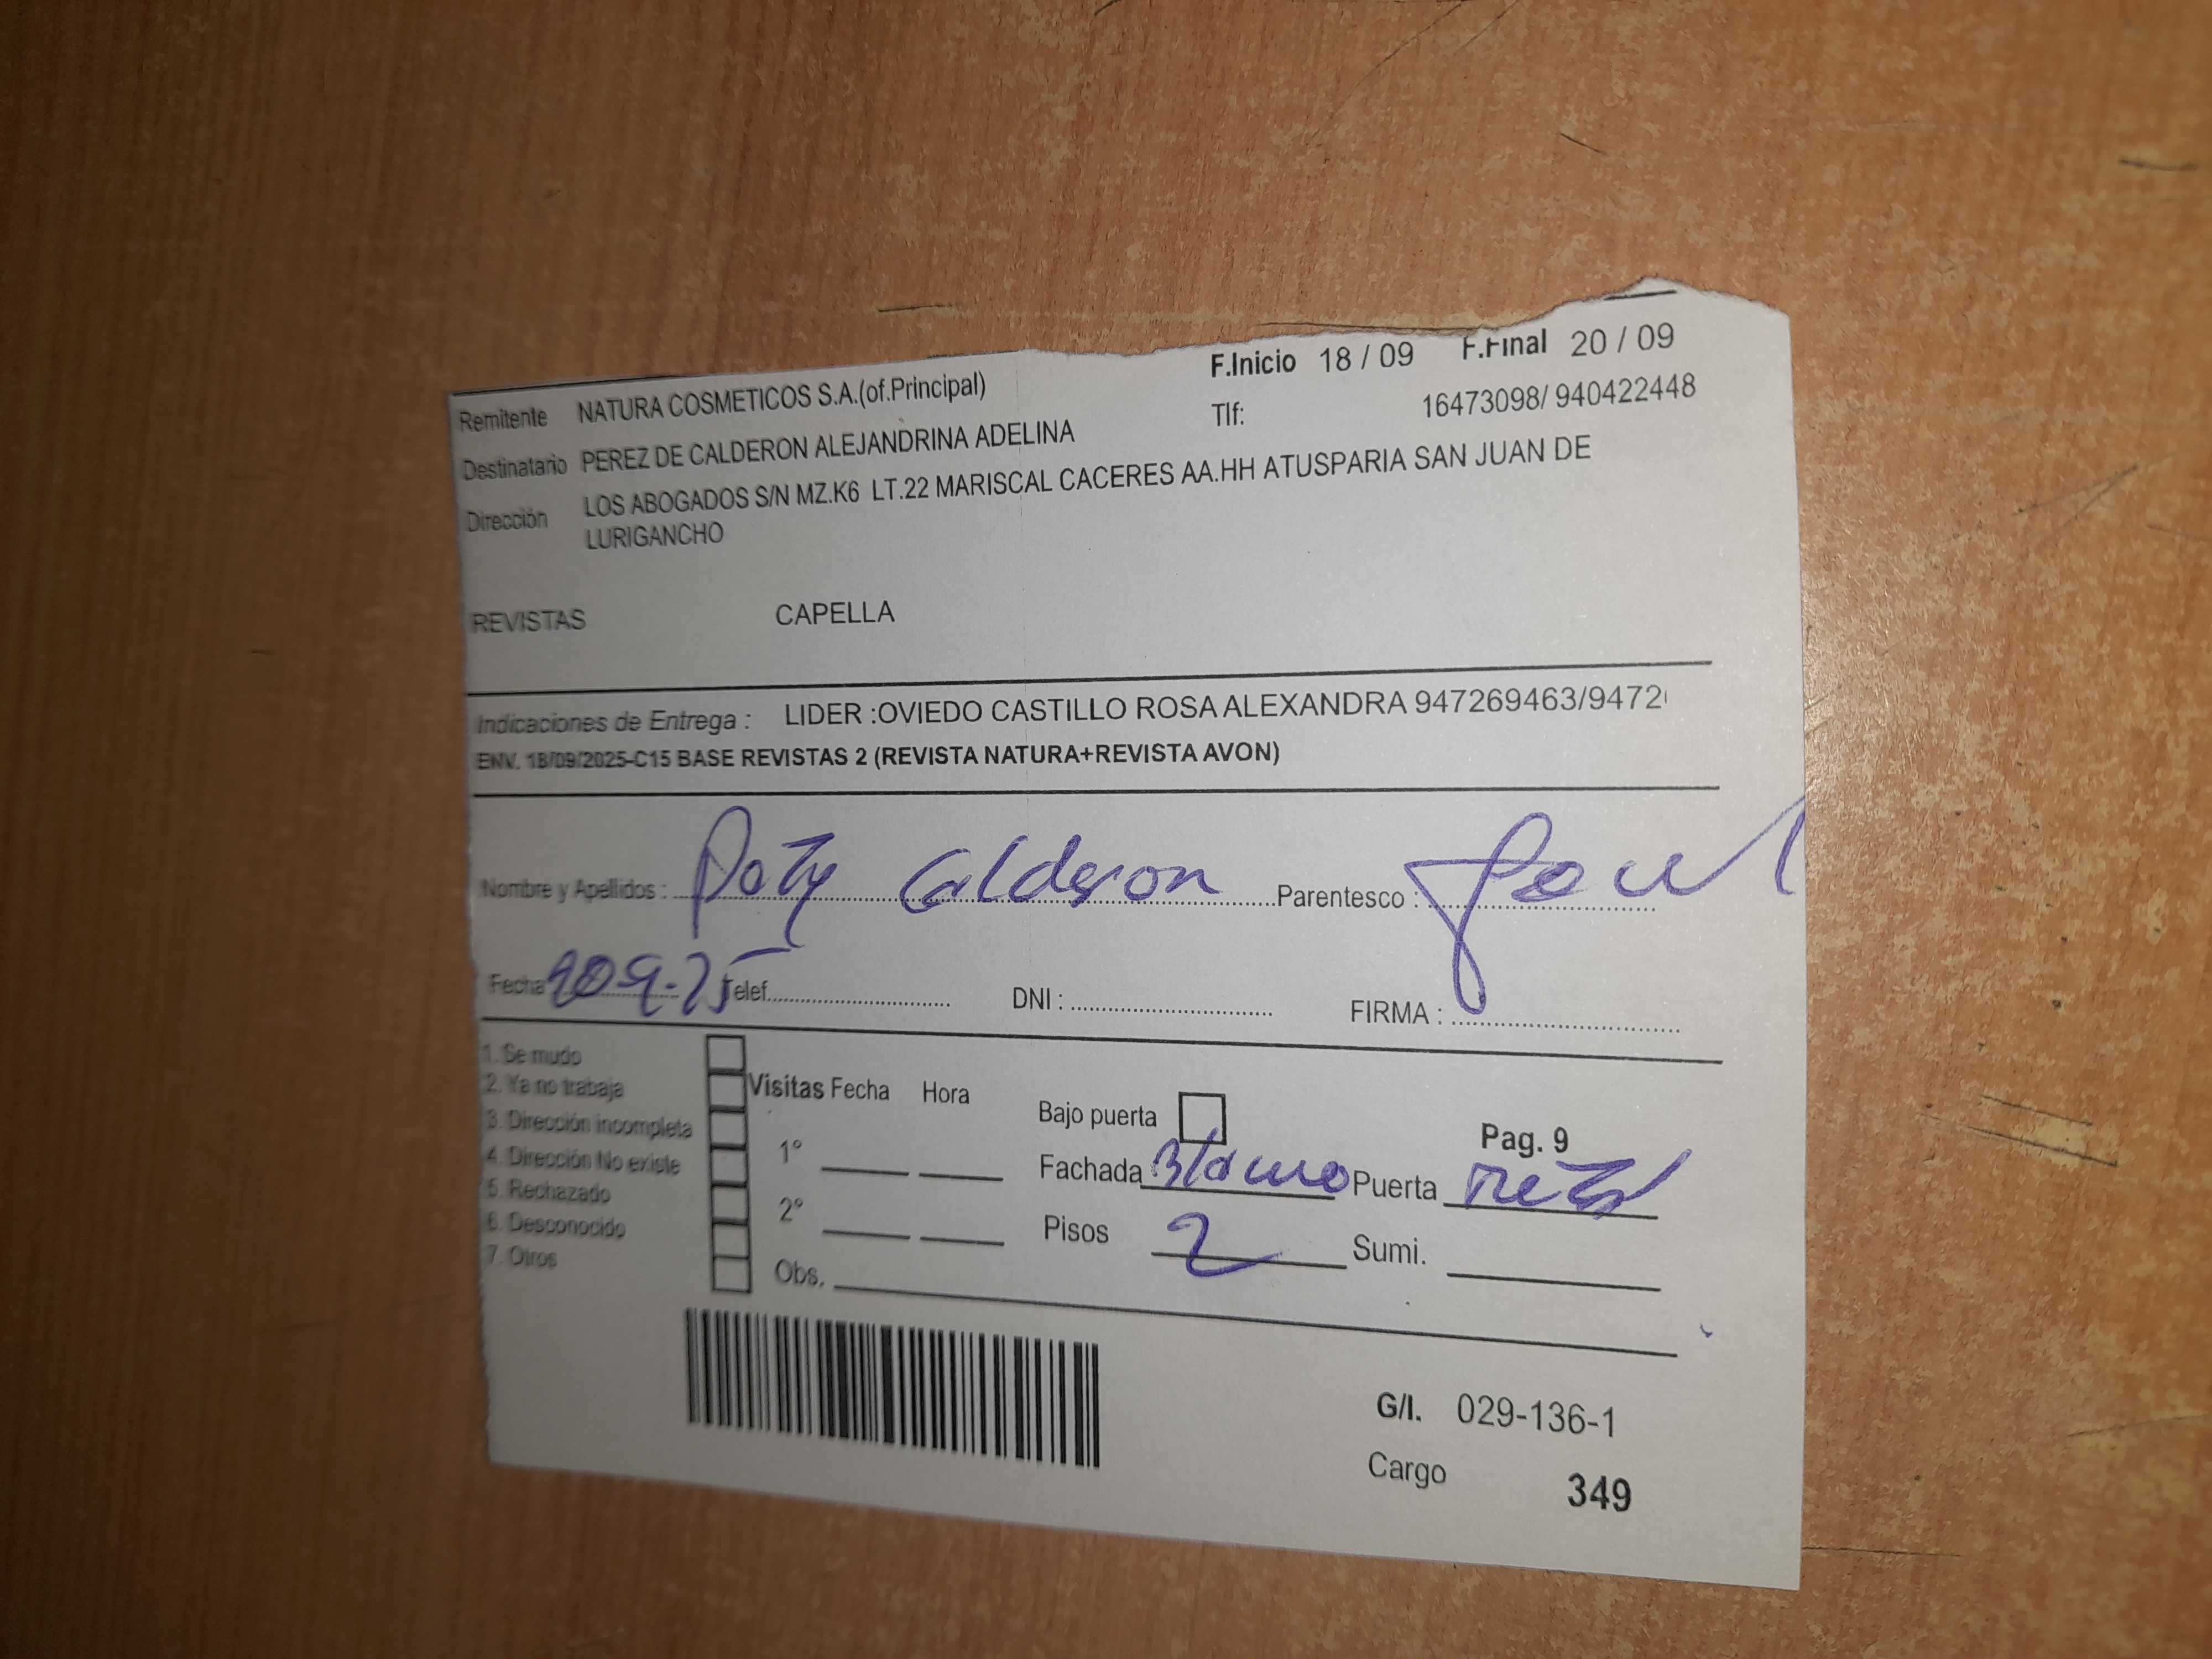 F.Inicio 18 / 09 F.Final 20 / 09
Remitente NATURA COSMETICOS S.A.(of.Principal)
Tlf: 16473098/ 940422448
Destinatario PEREZ DE CALDERON ALEJANDRINA ADELINA
Dirección LOS ABOGADOS S/N MZ.K6 LT.22 MARISCAL CACERES AA.HH ATUSPARIA SAN JUAN DE
LURIGANCHO
REVISTAS CAPELLA
Indicaciones de Entrega : LIDER :OVIEDO CASTILLO ROSA ALEXANDRA 947269463/9472
ENV. 18/09/2025-C15 BASE REVISTAS 2 (REVISTA NATURA+REVISTA AVON)
Nombre y Apellidos : Paty Calderon Parentesco :
Fecha Telef. DNI : FIRMA :
1. Se mudo
2. Ya no trabaja
3. Dirección incompleta
4. Dirección No existe
5. Rechazado
6. Desconocido
7. Otros
Visitas Fecha Hora
1°
2°
Obs.
Bajo puerta
Pag. 9
Fachada Blanco Puerta metal
Pisos 2 Sumi.
G/I. 029-136-1
Cargo 349